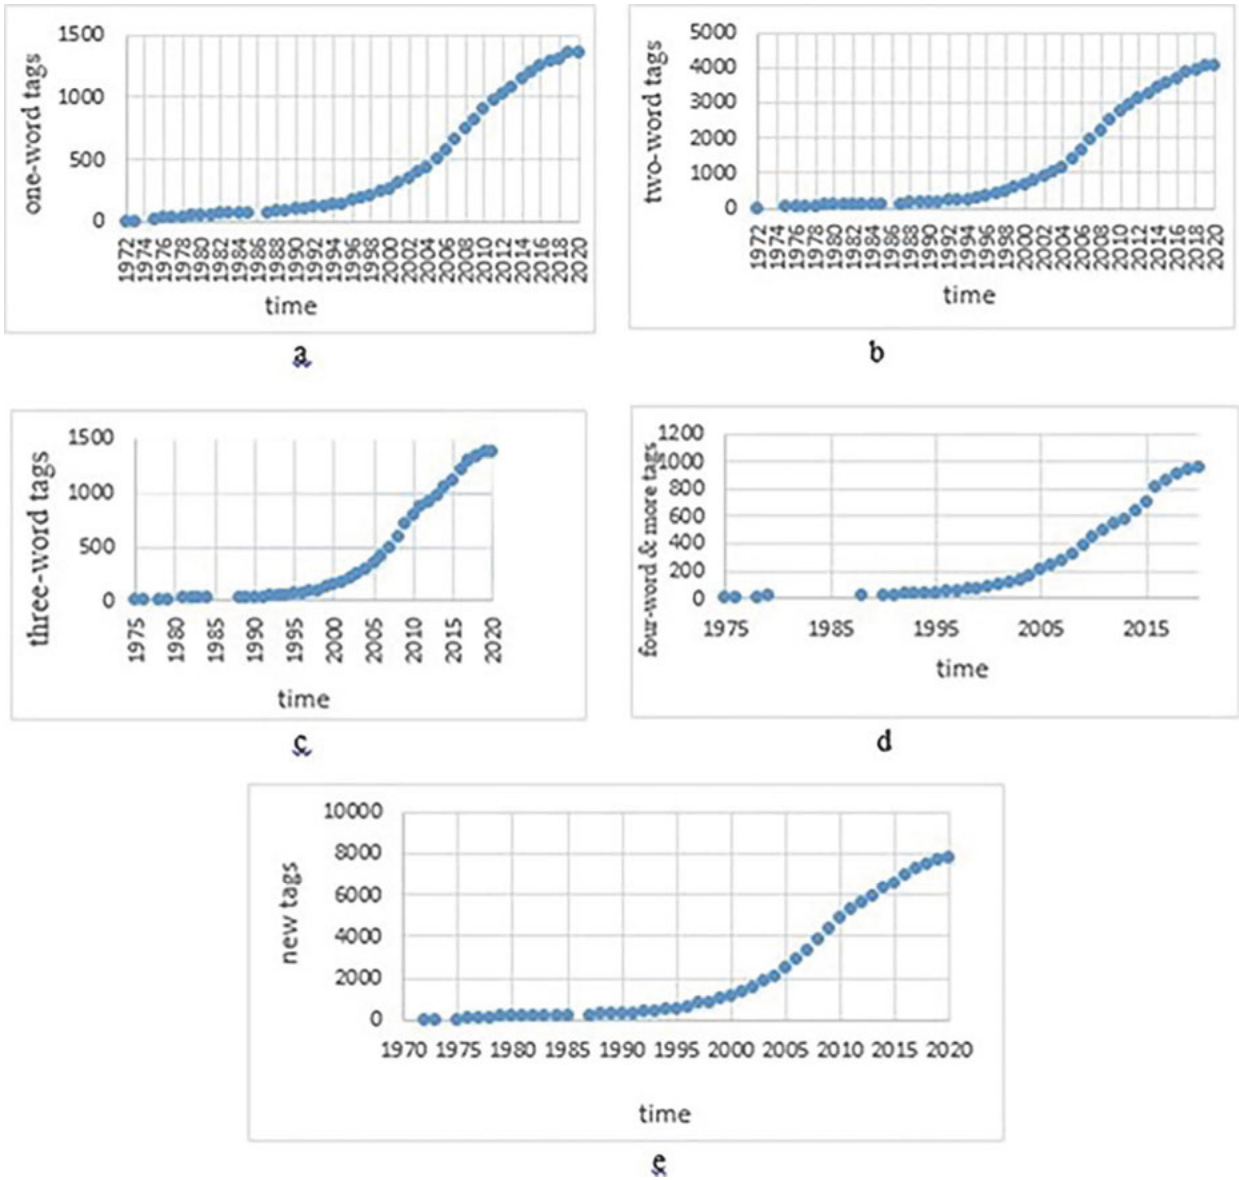 1500
1000
500
0
one-word tags
1972 1974 1976 1978 1980 1982 1984 1986 1988 1990 1992 1994 1996 1998 2000 2002 2004 2006 2008 2010 2012 2014 2016 2018 2020
time
a
5000
4000
3000
2000
1000
0
two-word tags
1972 1974 1976 1978 1980 1982 1984 1986 1988 1990 1992 1994 1996 1998 2000 2002 2004 2006 2008 2010 2012 2014 2016 2018 2020
time
b
1500
1000
500
0
three-word tags
1975 1980 1985 1990 1995 2000 2005 2010 2015 2020
time
c
1200
1000
800
600
400
200
0
four-word & more tags
1975 1985 1995 2005 2015
time
d
10000
8000
6000
4000
2000
0
new tags
1970 1975 1980 1985 1990 1995 2000 2005 2010 2015 2020
time
e